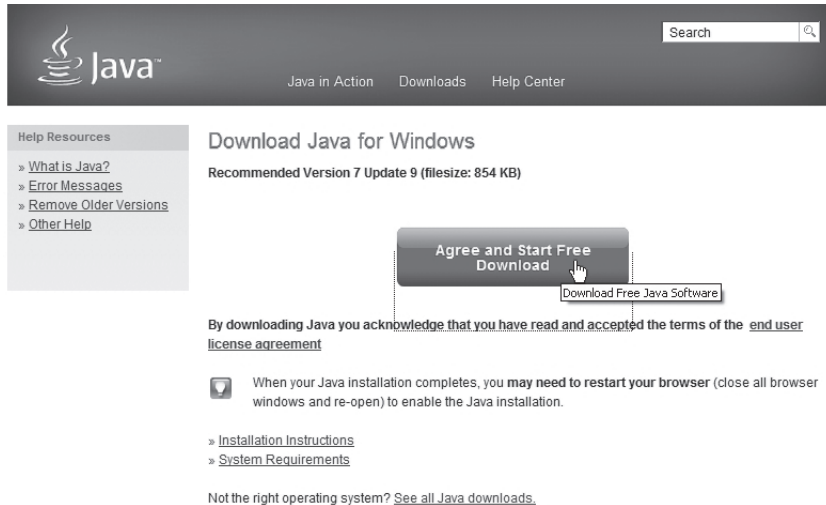 Java™
Search
Java in Action Downloads Help Center
Help Resources
» What is Java?
» Error Messages
» Remove Older Versions
» Other Help
Download Java for Windows
Recommended Version 7 Update 9 (filesize: 854 KB)
Agree and Start Free
Download
Download Free Java Software
By downloading Java you acknowledge that you have read and accepted the terms of the end user
license agreement
When your Java installation completes, you may need to restart your browser (close all browser
windows and re-open) to enable the Java installation.
» Installation Instructions
» System Requirements
Not the right operating system? See all Java downloads.